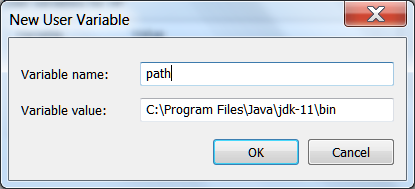 New User Variable
Variable name: path
Variable value: C:\Program Files\Java\jdk-11\bin
OK Cancel